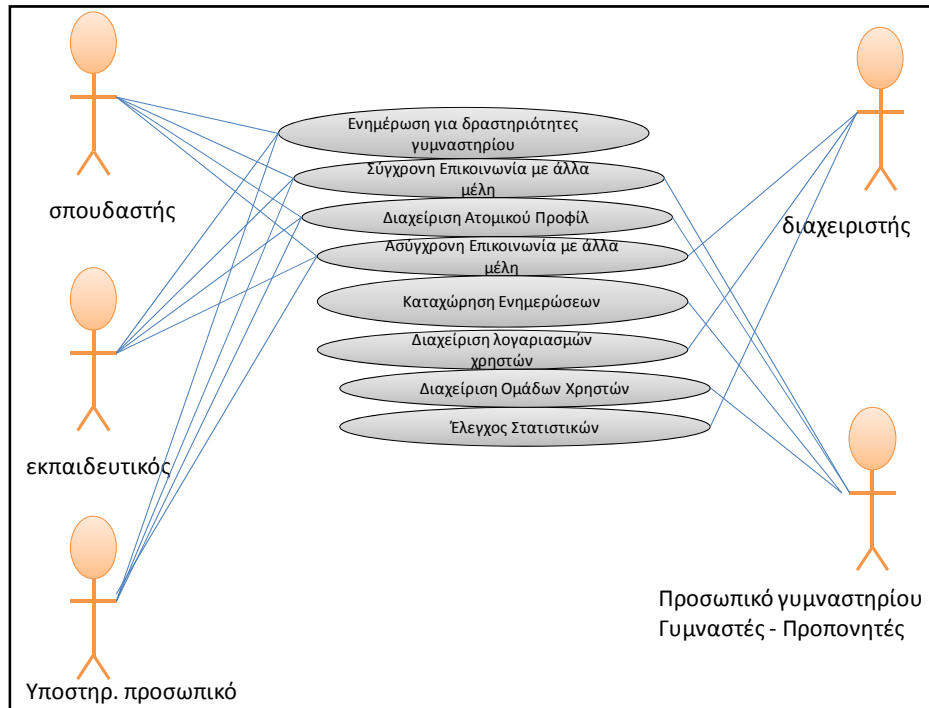 Ενημέρωση για δραστηριότητες
γυμναστηρίου
Σύγχρονη Επικοινωνία με άλλα
μέλη
σπουδαστής
Διαχείριση Ατομικού Προφίλ
διαχειριστής
Ασύγχρονη Επικοινωνία με άλλα
μέλη
Καταχώρηση Ενημερώσεων
Διαχείριση λογαριασμών
χρηστών
Διαχείριση Ομάδων Χρηστών
Έλεγχος Στατιστικών
εκπαιδευτικός
Προσωπικό γυμναστηρίου
Γυμναστές - Προπονητές
Υποστηρ. προσωπικό